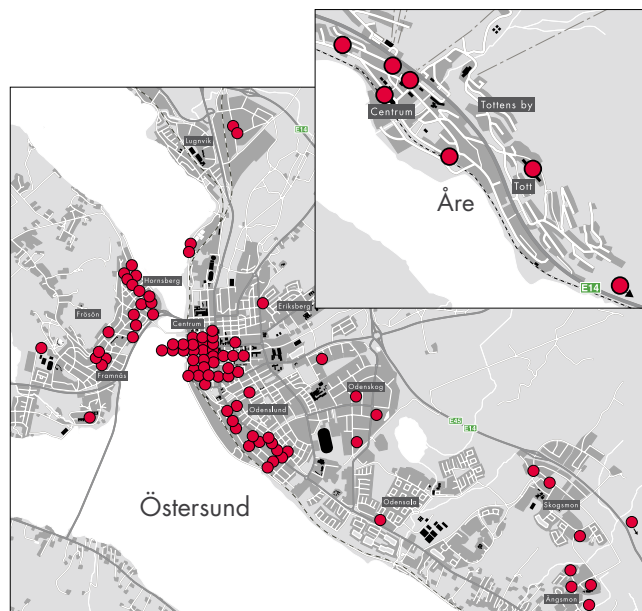 Centrum
Tottens by
Tott
Åre
E14
Lugnvik
E14
Hornsberg
Frösön
Eriksberg
Centrum
Framnäs
Odenskog
Odenslund
E45
E14
Östersund
Odensala
Skogsmon
Ängsmon